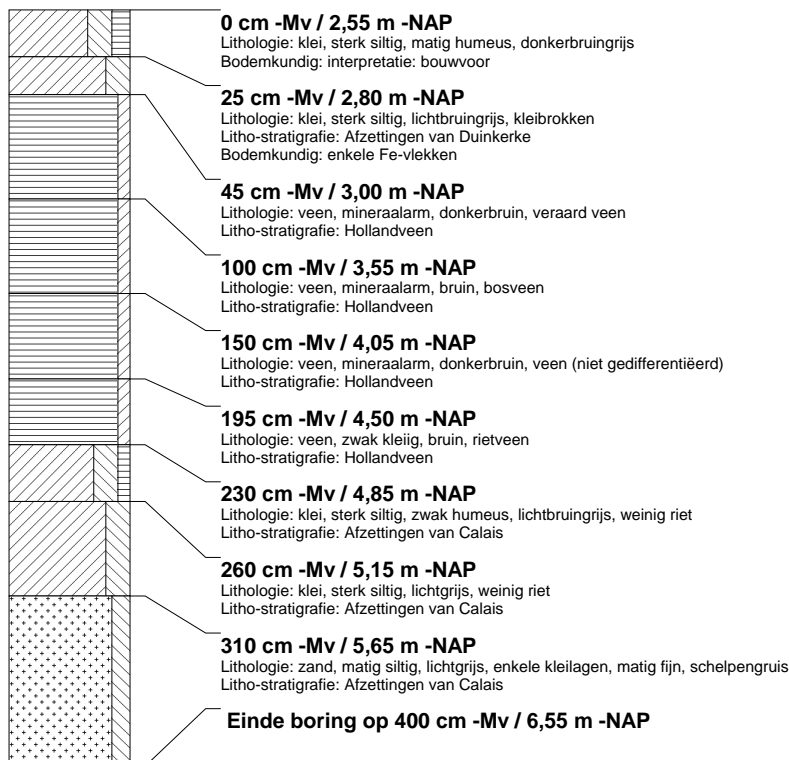 0 cm -Mv / 2,55 m -NAP
Lithologie: klei, sterk siltig, matig humeus, donkerbruingrijs
Bodemkundig: interpretatie: bouwvoor
25 cm -Mv / 2,80 m -NAP
Lithologie: klei, sterk siltig, lichtbruingrijs, kleibrokken
Litho-stratigrafie: Afzettingen van Duinkerke
Bodemkundig: enkele Fe-vlekken
45 cm -Mv / 3,00 m -NAP
Lithologie: veen, mineraalarm, donkerbruin, veraard veen
Litho-stratigrafie: Hollandveen
100 cm -Mv / 3,55 m -NAP
Lithologie: veen, mineraalarm, bruin, bosveen
Litho-stratigrafie: Hollandveen
150 cm -Mv / 4,05 m -NAP
Lithologie: veen, mineraalarm, donkerbruin, veen (niet gedifferentiëerd)
Litho-stratigrafie: Hollandveen
195 cm -Mv / 4,50 m -NAP
Lithologie: veen, zwak kleiig, bruin, rietveen
Litho-stratigrafie: Hollandveen
230 cm -Mv / 4,85 m -NAP
Lithologie: klei, sterk siltig, zwak humeus, lichtbruingrijs, weinig riet
Litho-stratigrafie: Afzettingen van Calais
260 cm -Mv / 5,15 m -NAP
Lithologie: klei, sterk siltig, lichtgrijs, weinig riet
Litho-stratigrafie: Afzettingen van Calais
310 cm -Mv / 5,65 m -NAP
Lithologie: zand, matig siltig, lichtgrijs, enkele kleilagen, matig fijn, schelpengruis
Litho-stratigrafie: Afzettingen van Calais
Einde boring op 400 cm -Mv / 6,55 m -NAP